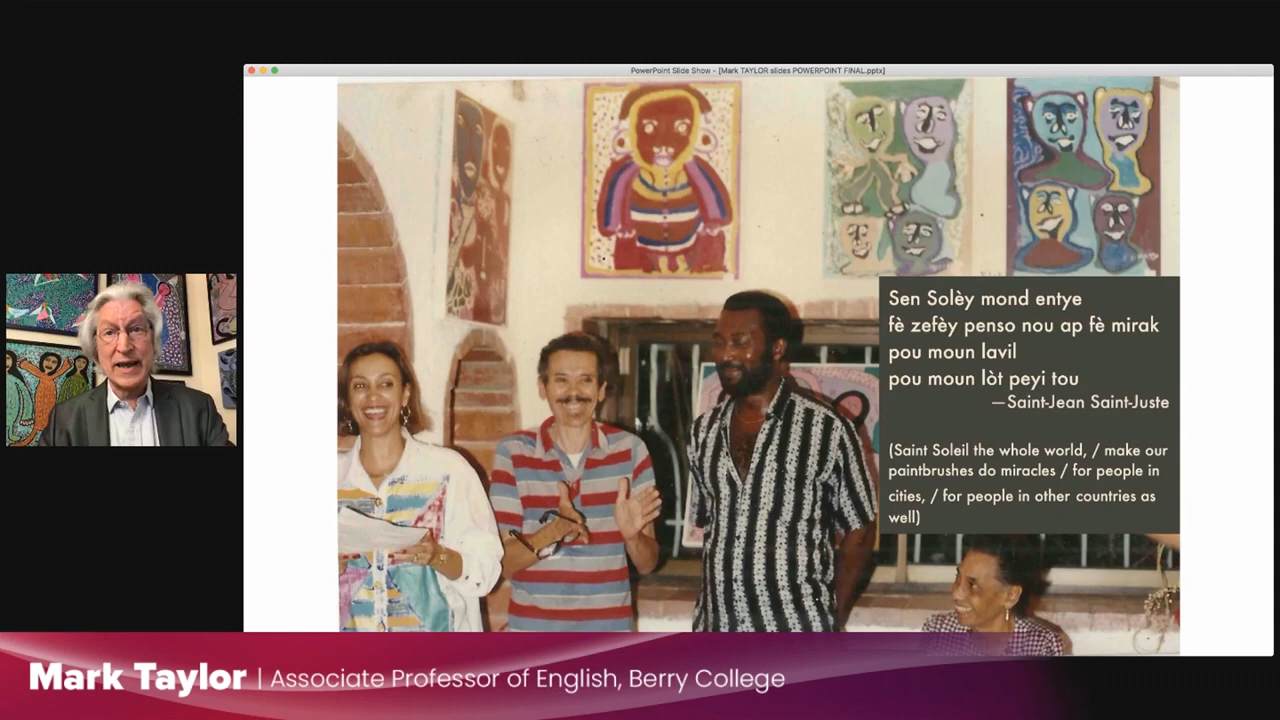 PowerPoint Slide Show - [Mark TAYLOR slides POWERPOINT FINAL.pptx]
Sen Solèy mond entye
fè zefèy penso nou ap fè mirak
pou moun lavil
pou moun lòt peyi tou
—Saint-Jean Saint-Juste
(Saint Soleil the whole world, / make our
paintbrushes do miracles / for people in
cities, / for people in other countries as
well)
Mark Taylor | Associate Professor of English, Berry College